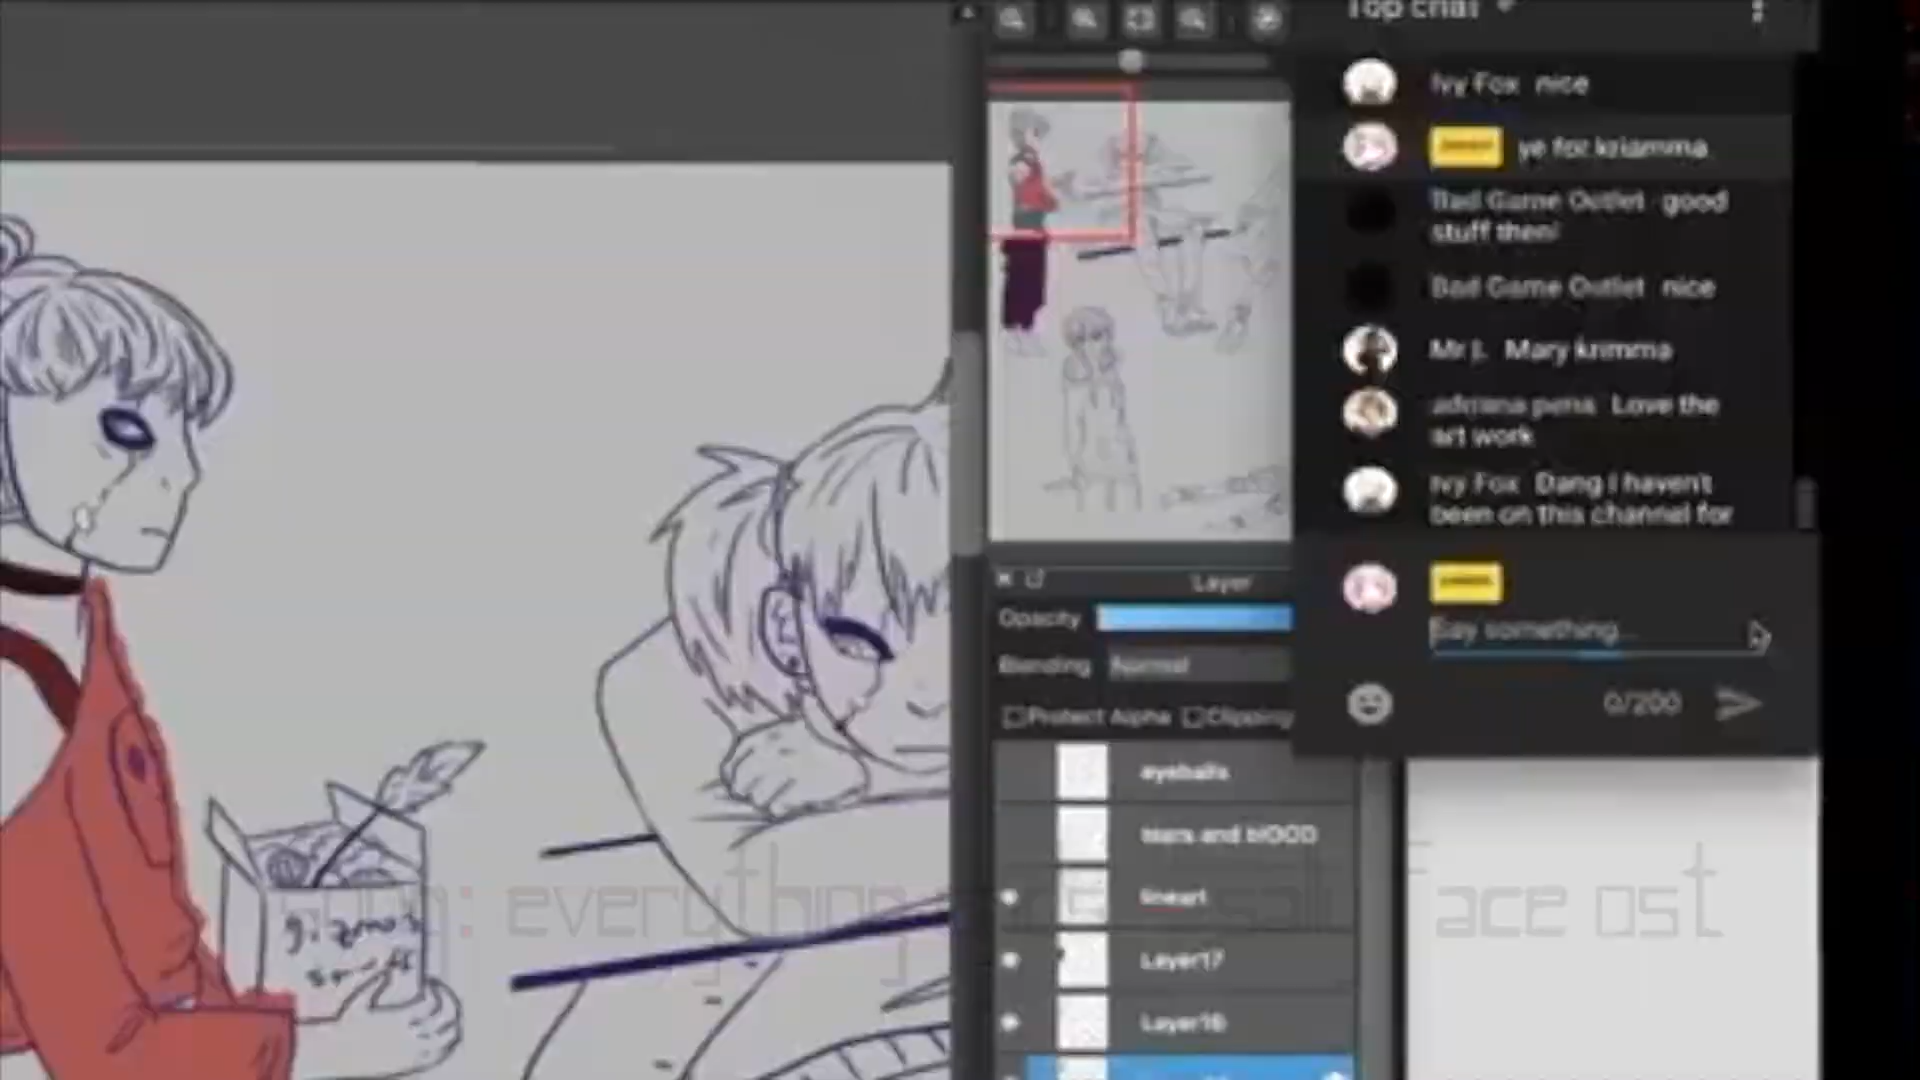 Top chat
Ivy Fox nice
ye for kriamma
Bad Game Outlet good
stuff then!
Bad Game Outlet nice
Mr J. Mary krimma
adriana pena Love the
art work
Ivy Fox Dang I haven't
been on this channel for
Layer
Opacity
Say something...
Blending Normal
0/200
Protect Alpha Clipping
eyeballs
tears and blOOD
lineart
: everything sally face ost
gizmo's
stuff
Layer17
Layer16